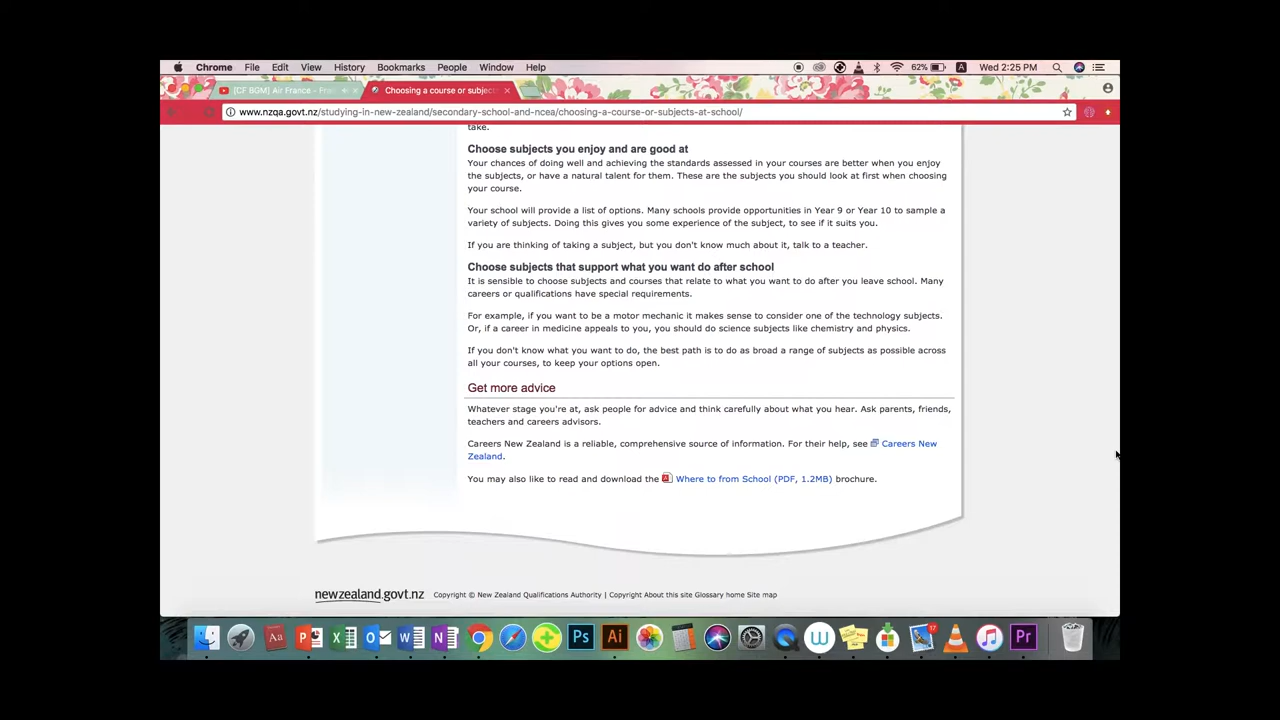 Chrome File Edit View History Bookmarks People Window Help 62% A Wed 2:25 PM
[CF BGM] Air France - Fran
Choosing a course or subjec
www.nzqa.govt.nz/studying-in-new-zealand/secondary-school-and-ncea/choosing-a-course-or-subjects-at-school/
take.
Choose subjects you enjoy and are good at
Your chances of doing well and achieving the standards assessed in your courses are better when you enjoy
the subjects, or have a natural talent for them. These are the subjects you should look at first when choosing
your course.
Your school will provide a list of options. Many schools provide opportunities in Year 9 or Year 10 to sample a
variety of subjects. Doing this gives you some experience of the subject, to see if it suits you.
If you are thinking of taking a subject, but you don't know much about it, talk to a teacher.
Choose subjects that support what you want do after school
It is sensible to choose subjects and courses that relate to what you want to do after you leave school. Many
careers or qualifications have special requirements.
For example, if you want to be a motor mechanic it makes sense to consider one of the technology subjects.
Or, if a career in medicine appeals to you, you should do science subjects like chemistry and physics.
If you don't know what you want to do, the best path is to do as broad a range of subjects as possible across
all your courses, to keep your options open.
Get more advice
Whatever stage you're at, ask people for advice and think carefully about what you hear. Ask parents, friends,
teachers and careers advisors.
Careers New Zealand is a reliable, comprehensive source of information. For their help, see Careers New
Zealand.
You may also like to read and download the Where to from School (PDF, 1.2MB) brochure.
newzealand.govt.nz Copyright © New Zealand Qualifications Authority | Copyright About this site Glossary home Site map
Aa P X O W N Ps Ai W 17 Pr